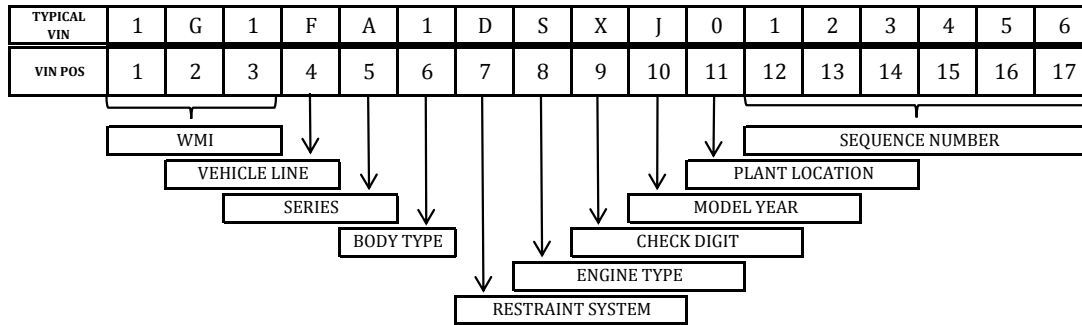 TYPICAL VIN 1 G 1 F A 1 D S X J 0 1 2 3 4 5 6
VIN POS 1 2 3 4 5 6 7 8 9 10 11 12 13 14 15 16 17
WMI SEQUENCE NUMBER
VEHICLE LINE PLANT LOCATION
SERIES MODEL YEAR
BODY TYPE CHECK DIGIT
ENGINE TYPE
RESTRAINT SYSTEM